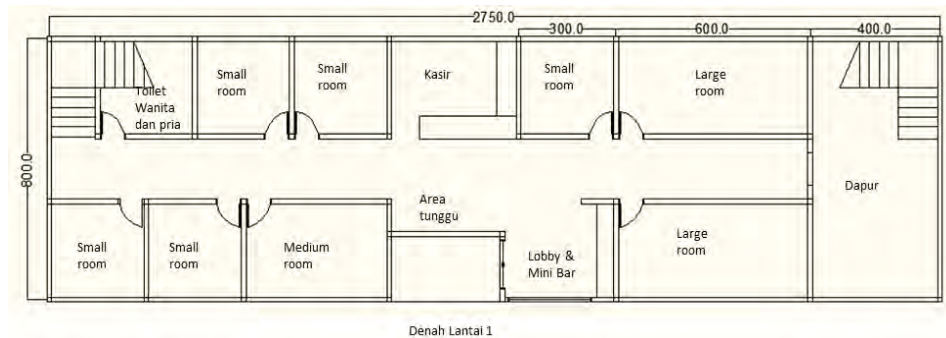 2750.0
300.0
600.0
400.0
800.0
Toilet
Wanita
dan pria
Small
room
Small
room
Kasir
Small
room
Large
room
Dapur
Area
tunggu
Small
room
Small
room
Medium
room
Lobby &
Mini Bar
Large
room
Denah Lantai 1